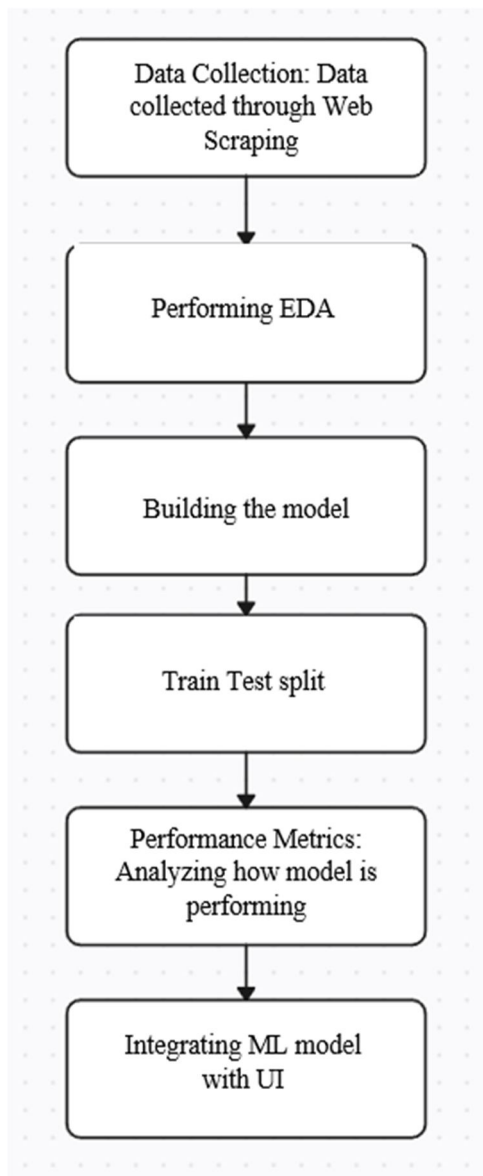 Data Collection: Data
collected through Web
Scraping
Performing EDA
Building the model
Train Test split
Performance Metrics:
Analyzing how model is
performing
Integrating ML model
with UI